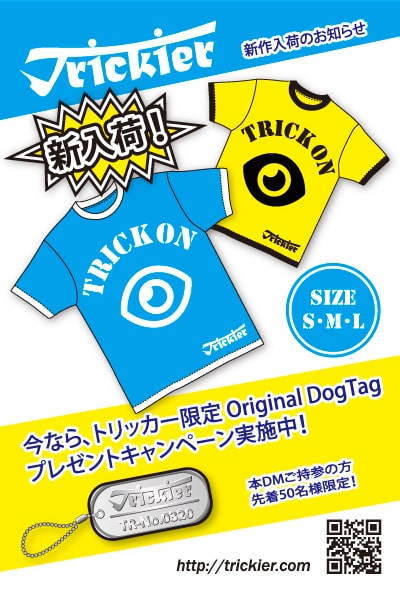 Trickier
新作入荷のお知らせ
新入荷！
TRICK ON
Trickier
TRICK ON
Trickier
SIZE
S・M・L
今なら、トリッカー限定 Original DogTag
プレゼントキャンペーン実施中！
Trickier
TR-No.0320
本DMご持参の方
先着50名様限定！
http://trickier.com